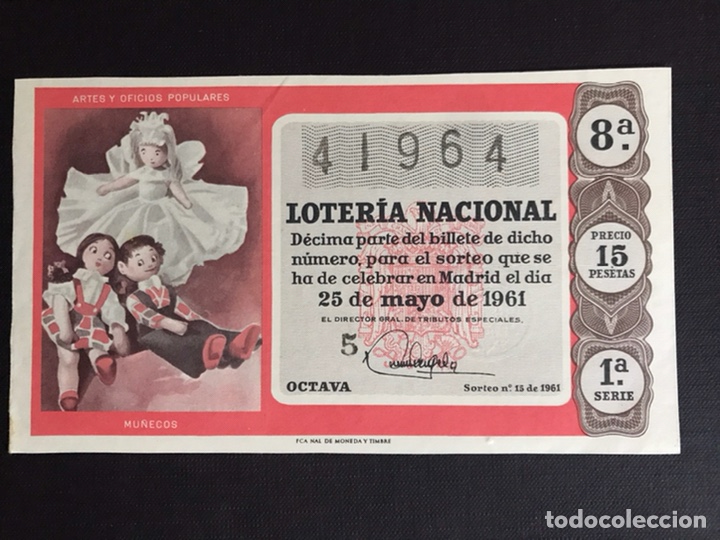 ARTES Y OFICIOS POPULARES
MUÑECOS
41964
LOTERÍA NACIONAL
Décima parte del billete de dicho
número, para el sorteo que se
ha de celebrar en Madrid el dia
25 de mayo de 1961
EL DIRECTOR GRAL. DE TRIBUTOS ESPECIALES,
5
OCTAVA
Sorteo nº. 15 de 1961
8ª.
PRECIO
15
PESETAS
1ª.
SERIE
FCA NAL DE MONEDA Y TIMBRE
todocoleccion.net